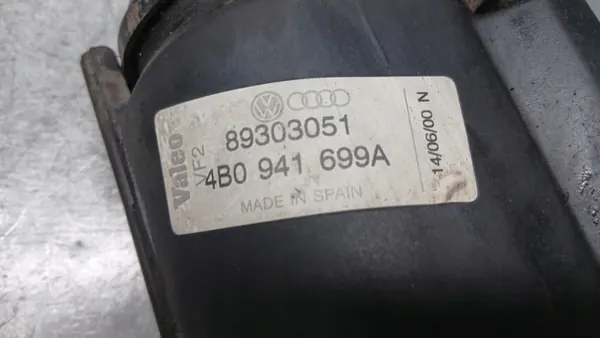 Valeo
VF2
89303051
4B0 941 699A
MADE IN SPAIN
14/06/00 N